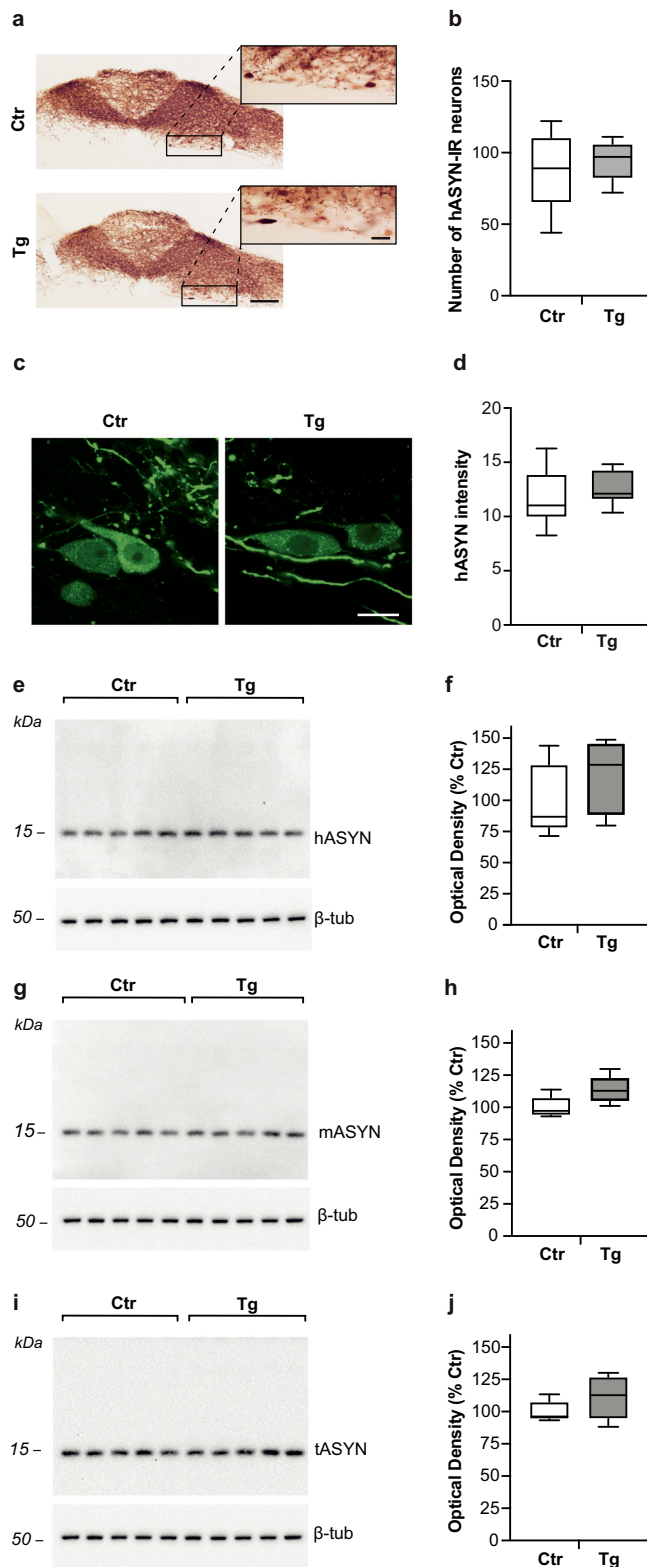 a
Ctr
Tg
b
Number of hASYN-IR neurons
150
100
50
0
Ctr
Tg
c
Ctr
Tg
d
hASYN intensity
20
15
10
5
0
Ctr
Tg
e
Ctr
Tg
kDa
15
hASYN
50
β-tub
f
Optical Density (% Ctr)
150
125
100
75
50
25
0
Ctr
Tg
g
Ctr
Tg
kDa
15
mASYN
50
β-tub
h
Optical Density (% Ctr)
150
125
100
75
50
25
0
Ctr
Tg
i
Ctr
Tg
kDa
15
tASYN
50
β-tub
j
Optical Density (% Ctr)
150
125
100
75
50
25
0
Ctr
Tg